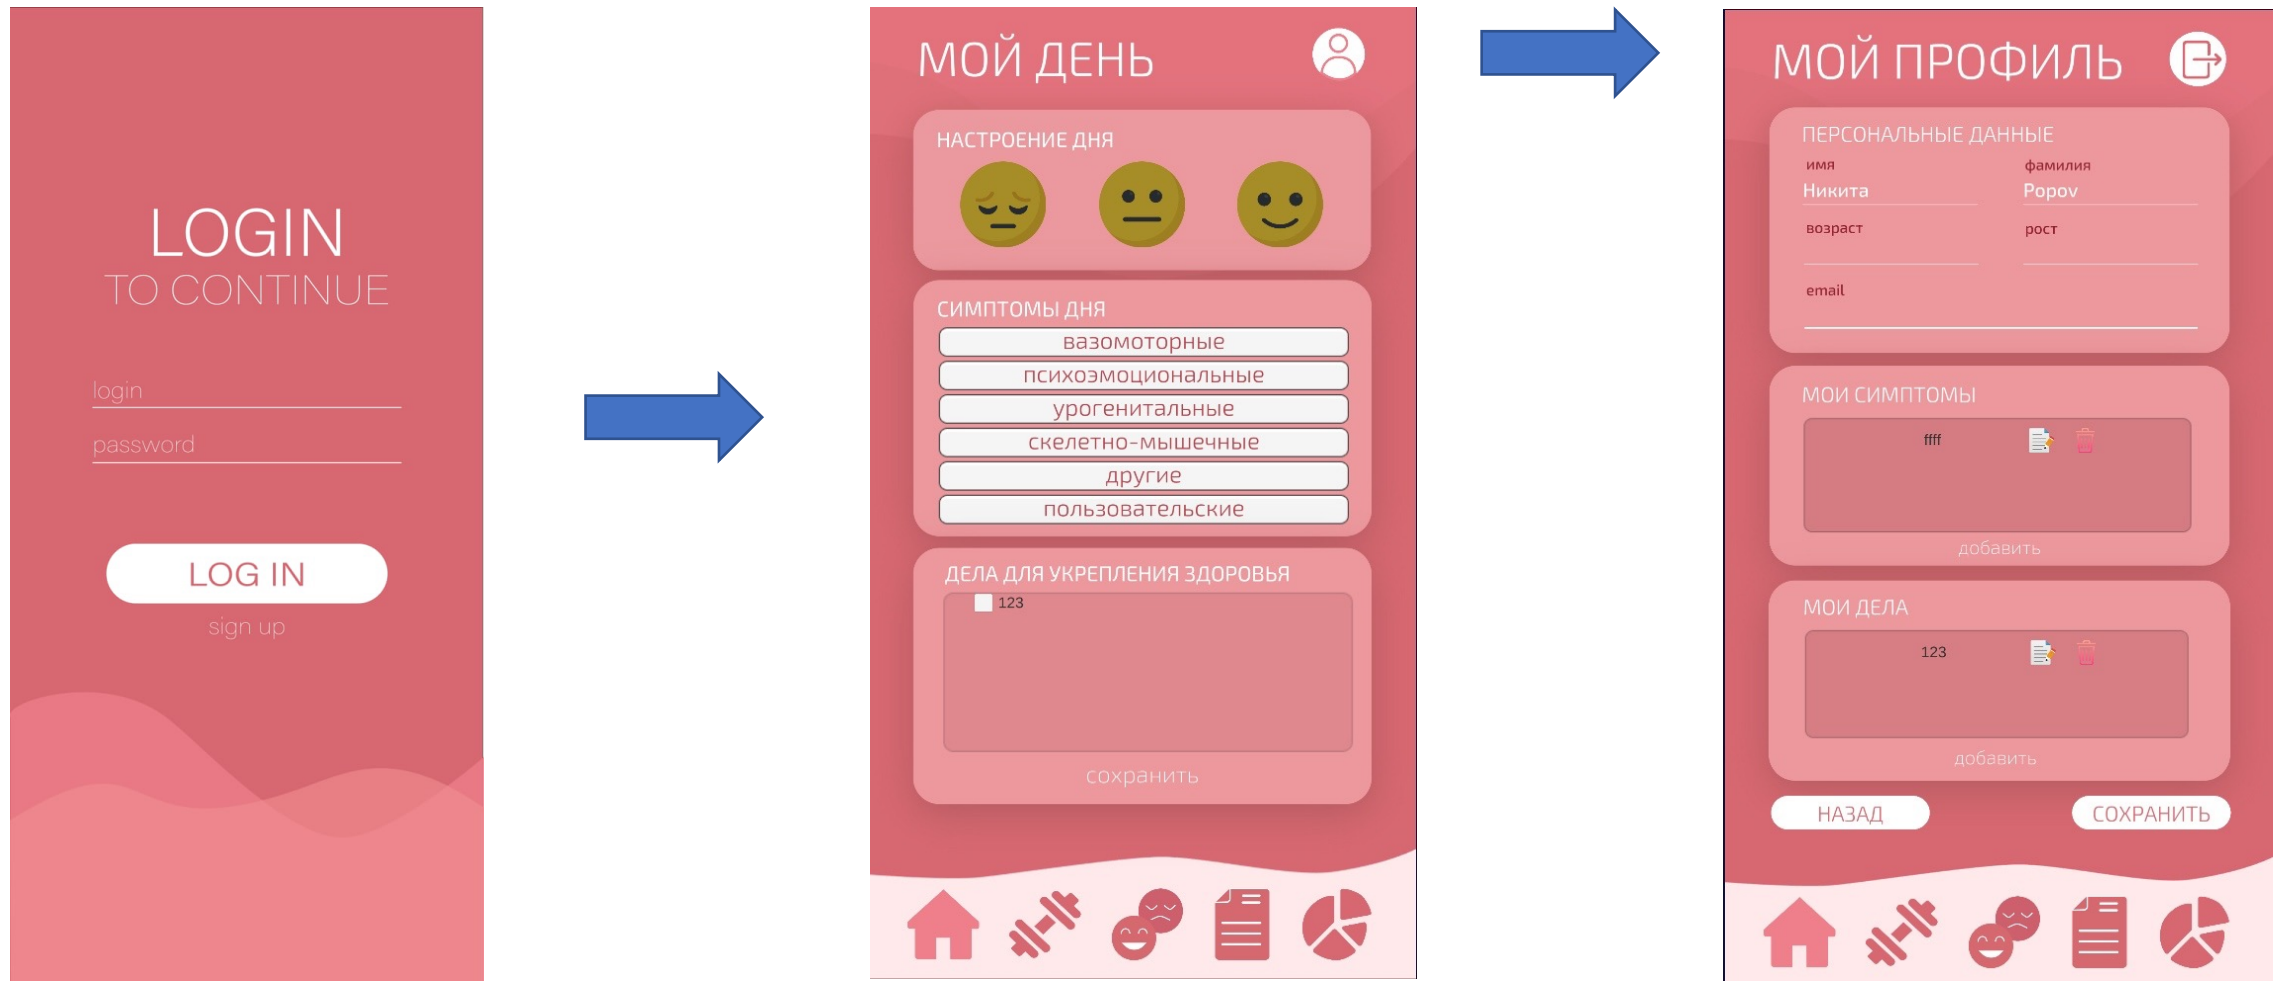 LOGIN
TO CONTINUE
login
password
LOG IN
sign up
МОЙ ДЕНЬ
НАСТРОЕНИЕ ДНЯ
СИМПТОМЫ ДНЯ
вазомоторные
психоэмоциональные
урогенитальные
скелетно-мышечные
другие
пользовательские
ДЕЛА ДЛЯ УКРЕПЛЕНИЯ ЗДОРОВЬЯ
123
сохранить
МОЙ ПРОФИЛЬ
ПЕРСОНАЛЬНЫЕ ДАННЫЕ
имя фамилия
Никита Popov
возраст рост
email
МОИ СИМПТОМЫ
ffff
добавить
МОИ ДЕЛА
123
добавить
НАЗАД СОХРАНИТЬ